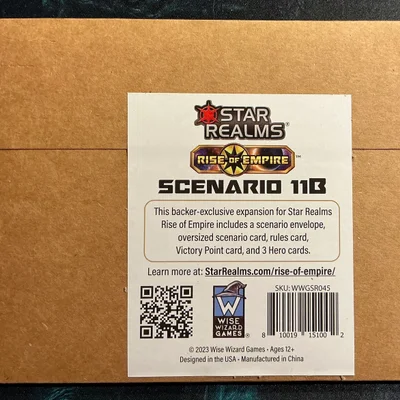 STAR
REALMS®
RISE OF EMPIRE™
SCENARIO 11B
This backer-exclusive expansion for Star Realms
Rise of Empire includes a scenario envelope,
oversized scenario card, rules card,
Victory Point card, and 3 Hero cards.
Learn more at: StarRealms.com/rise-of-empire/
SKU: WWGSR045
W
WISE
WIZARD
GAMES®
8 10019 15100 2
© 2023 Wise Wizard Games • Ages 12+
Designed in the USA • Manufactured in China